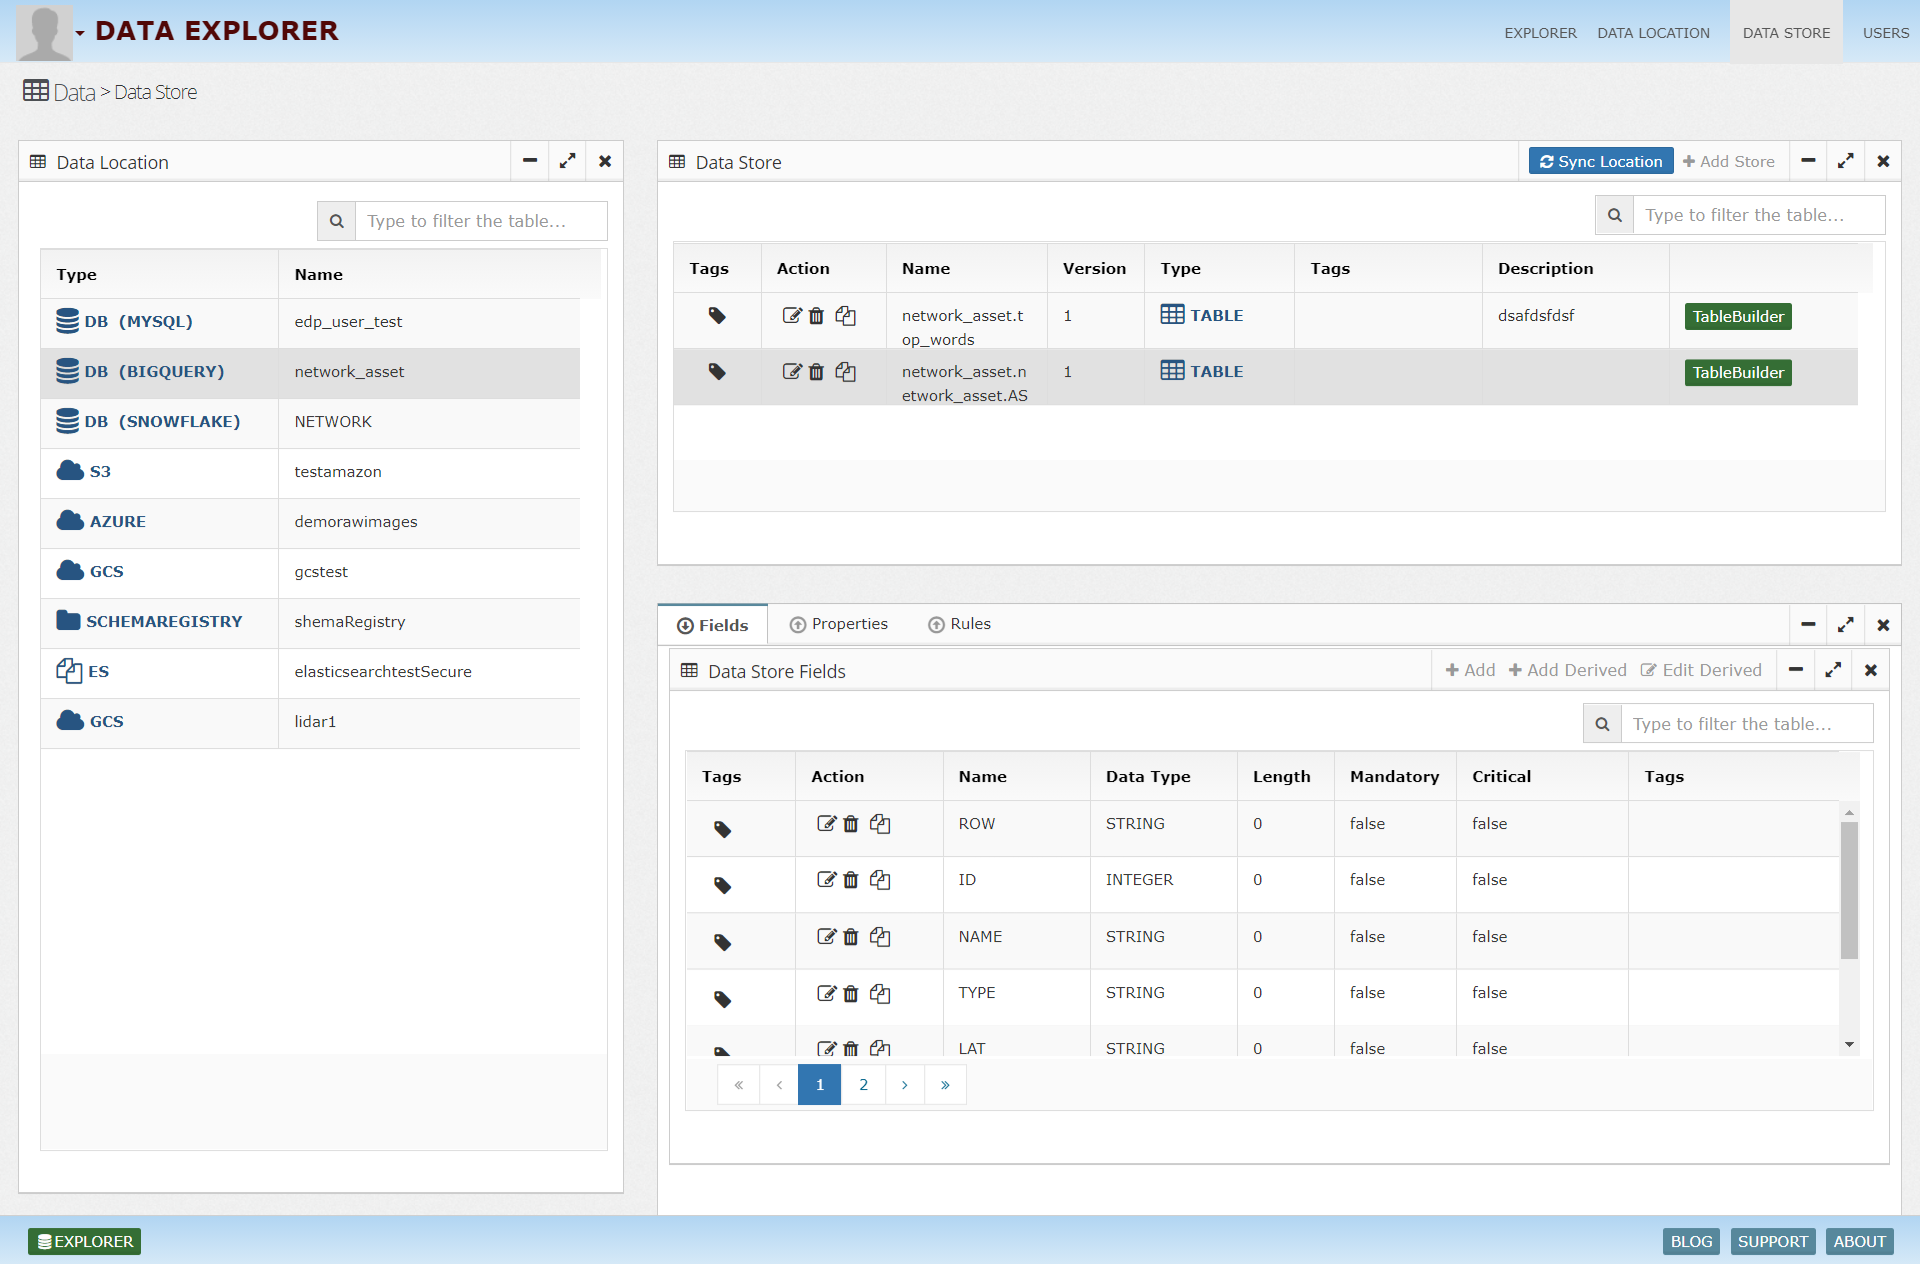 DATA EXPLORER
EXPLORER DATA LOCATION DATA STORE USERS
Data > Data Store
Data Location
Type to filter the table...
Type Name
DB (MYSQL) edp_user_test
DB (BIGQUERY) network_asset
DB (SNOWFLAKE) NETWORK
S3 testamazon
AZURE demorawimages
GCS gcstest
SCHEMAREGISTRY shemaRegistry
ES elasticsearchtestSecure
GCS lidar1
Data Store Sync Location Add Store
Type to filter the table...
Tags Action Name Version Type Tags Description
network_asset.t 1 TABLE dsafdsfdsf TableBuilder
op_words
network_asset.n 1 TABLE TableBuilder
etwork_asset.AS
Fields Properties Rules
Data Store Fields Add Add Derived Edit Derived
Type to filter the table...
Tags Action Name Data Type Length Mandatory Critical Tags
ROW STRING 0 false false
ID INTEGER 0 false false
NAME STRING 0 false false
TYPE STRING 0 false false
LAT STRING 0 false false
« ‹ 1 2 › »
EXPLORER BLOG SUPPORT ABOUT